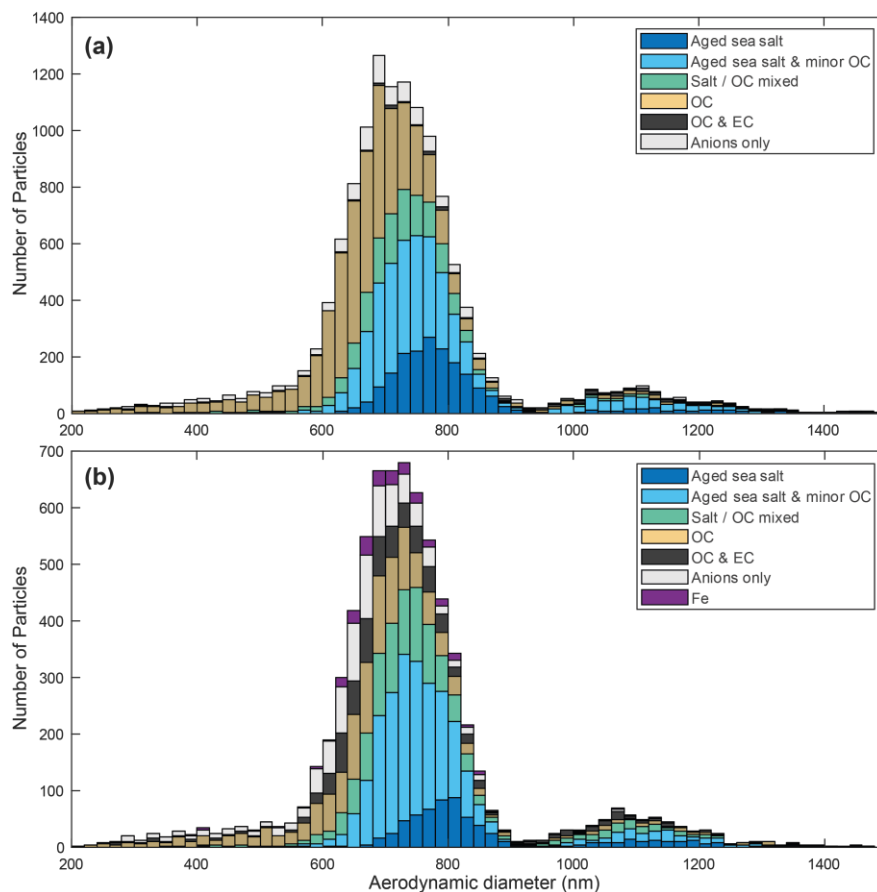 (a)
1400
1200
1000
800
600
400
200
0
Number of Particles
Aged sea salt
Aged sea salt & minor OC
Salt / OC mixed
OC
OC & EC
Anions only
200 400 600 800 1000 1200 1400
(b)
700
600
500
400
300
200
100
0
Number of Particles
Aged sea salt
Aged sea salt & minor OC
Salt / OC mixed
OC
OC & EC
Anions only
Fe
200 400 600 800 1000 1200 1400
Aerodynamic diameter (nm)